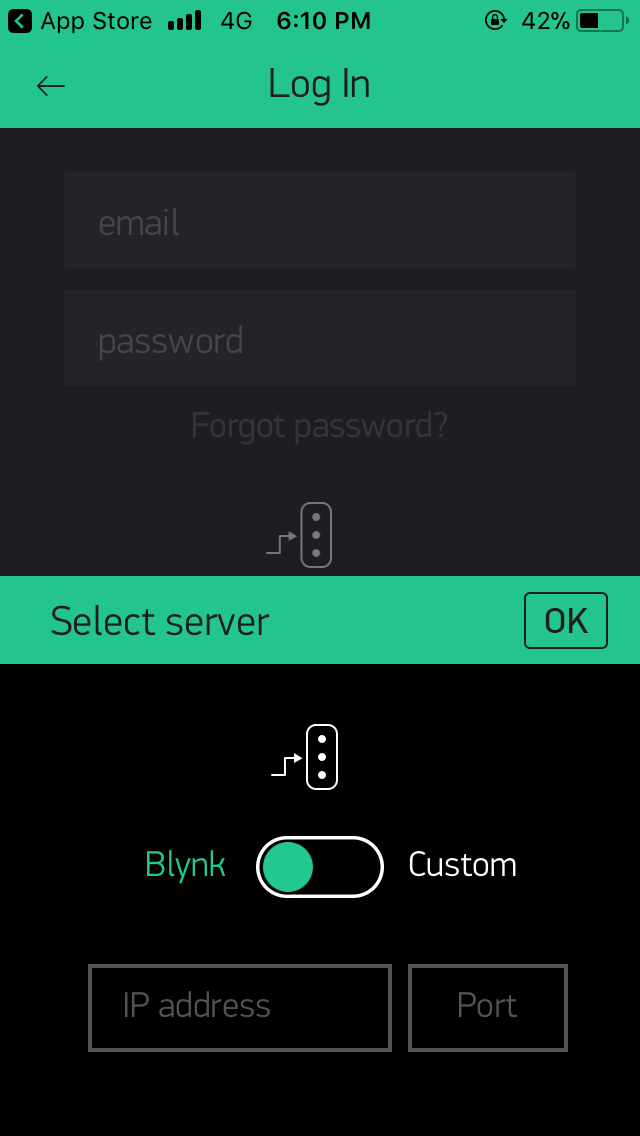 App Store 4G 6:10 PM 42%
Log In
email
password
Forgot password?
Select server OK
Blynk Custom
IP address Port